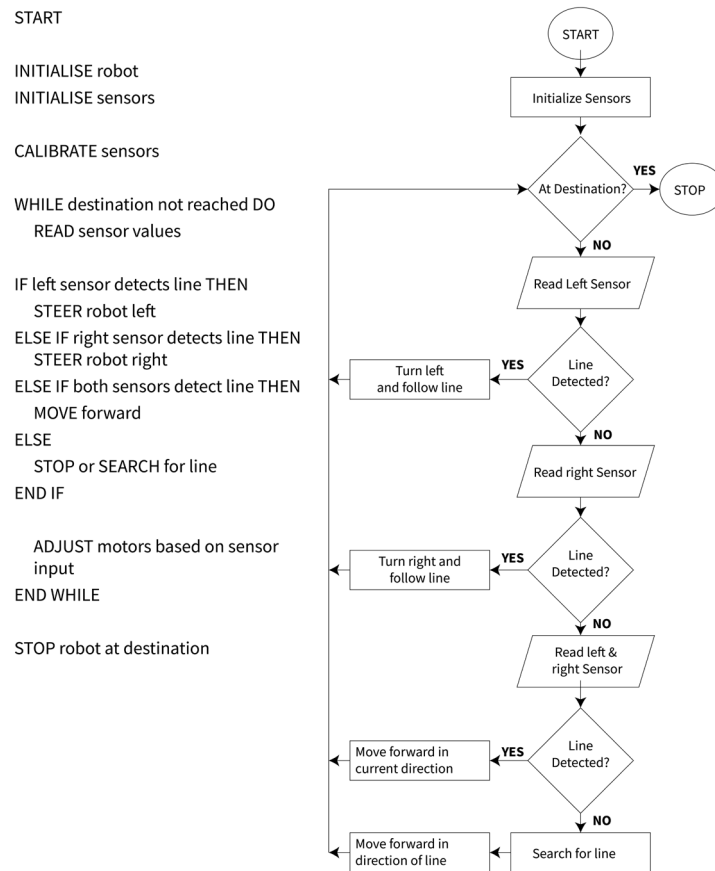 START
INITIALISE robot
INITIALISE sensors
CALIBRATE sensors
WHILE destination not reached DO
READ sensor values
IF left sensor detects line THEN
STEER robot left
ELSE IF right sensor detects line THEN
STEER robot right
ELSE IF both sensors detect line THEN
MOVE forward
ELSE
STOP or SEARCH for line
END IF
ADJUST motors based on sensor
input
END WHILE
STOP robot at destination
START
Initialize Sensors
At Destination?
YES
STOP
NO
Read Left Sensor
Line
Detected?
YES
Turn left
and follow line
NO
Read right Sensor
Line
Detected?
YES
Turn right and
follow line
NO
Read left &
right Sensor
Line
Detected?
YES
Move forward in
current direction
NO
Search for line
Move forward in
direction of line